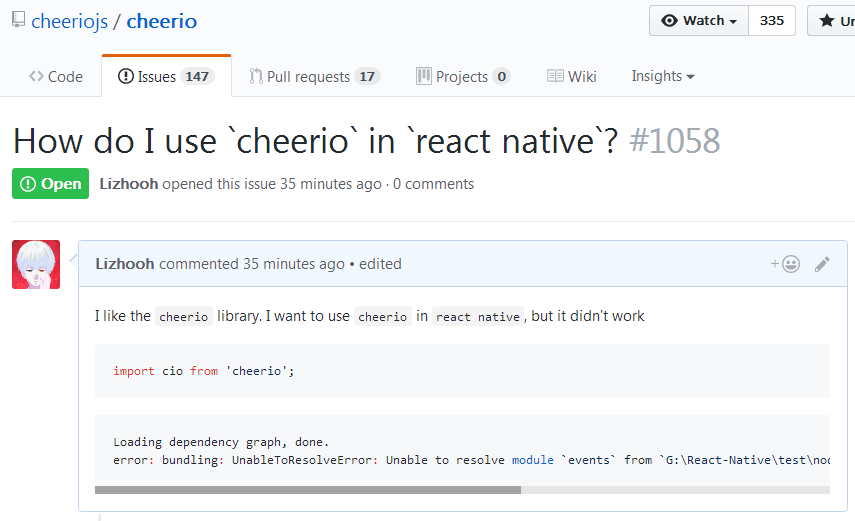 cheeriojs / cheerio
Watch
335
Code
Issues 147
Pull requests 17
Projects 0
Wiki
Insights
How do I use `cheerio` in `react native`? #1058
Open
Lizhooh opened this issue 35 minutes ago · 0 comments
Lizhooh commented 35 minutes ago • edited
I like the cheerio library. I want to use cheerio in react native, but it didn't work
import cio from 'cheerio';
Loading dependency graph, done.
error: bundling: UnableToResolveError: Unable to resolve module `events` from `G:\React-Native\test\